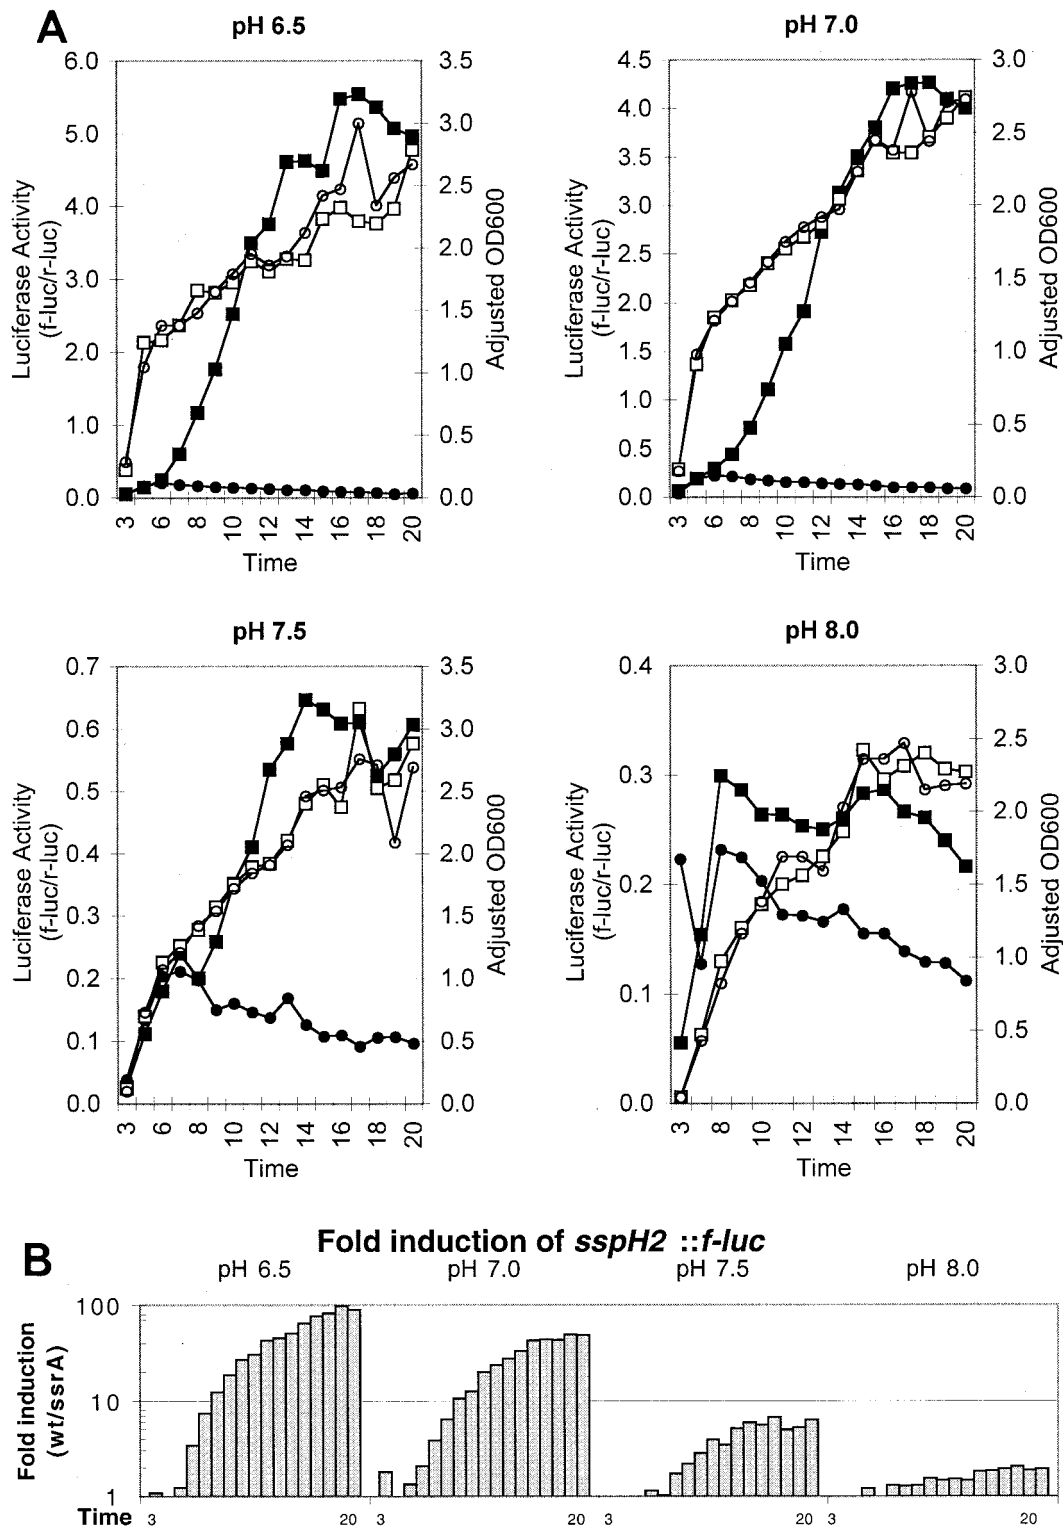 A
pH 6.5
6.0
5.0
4.0
3.0
2.0
1.0
0.0
3.5
3.0
2.5
2.0
1.5
1.0
0.5
0.0
Luciferase Activity
(f-luc/r-luc)
Adjusted OD600
3 6 8 10 12 14 16 18 20
Time
pH 7.0
4.5
4.0
3.5
3.0
2.5
2.0
1.5
1.0
0.5
0.0
3.0
2.5
2.0
1.5
1.0
0.5
0.0
Luciferase Activity
(f-luc/r-luc)
Adjusted OD600
3 6 8 10 12 14 16 18 20
Time
pH 7.5
0.7
0.6
0.5
0.4
0.3
0.2
0.1
0.0
3.5
3.0
2.5
2.0
1.5
1.0
0.5
0.0
Luciferase Activity
(f-luc/r-luc)
Adjusted OD600
3 6 8 10 12 14 16 18 20
Time
pH 8.0
0.4
0.3
0.2
0.1
0.0
3.0
2.5
2.0
1.5
1.0
0.5
0.0
Luciferase Activity
(f-luc/r-luc)
Adjusted OD600
3 8 10 12 14 16 18 20
Time
B
Fold induction of sspH2 ::f-luc
pH 6.5 pH 7.0 pH 7.5 pH 8.0
100
10
1
Fold induction
(wt/ssrA)
Time 3 20 3 20 3 20 3 20